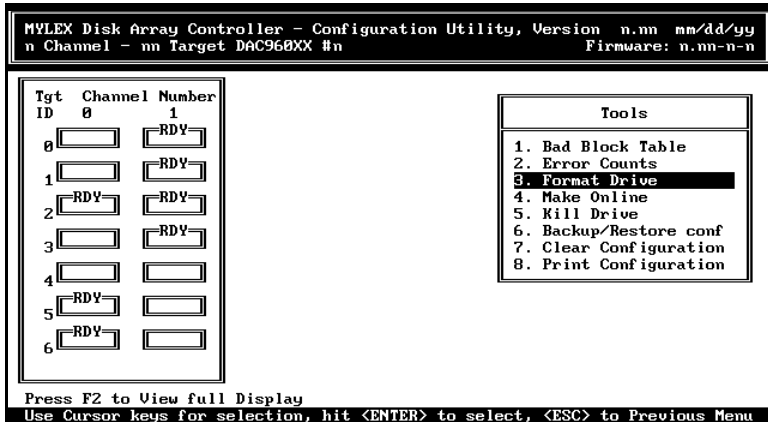 MYLEX Disk Array Controller – Configuration Utility, Version n.nn mm/dd/yy
n Channel – nn Target DAC960XX #n Firmware: n.nn-n-n
Tgt Channel Number
ID 0 1
RDY
0
RDY
1
RDY RDY
2
RDY
3
4
RDY
5
RDY
6
Tools
1. Bad Block Table
2. Error Counts
3. Format Drive
4. Make Online
5. Kill Drive
6. Backup/Restore conf
7. Clear Configuration
8. Print Configuration
Press F2 to View full Display
Use Cursor keys for selection, hit <ENTER> to select, <ESC> to Previous Menu